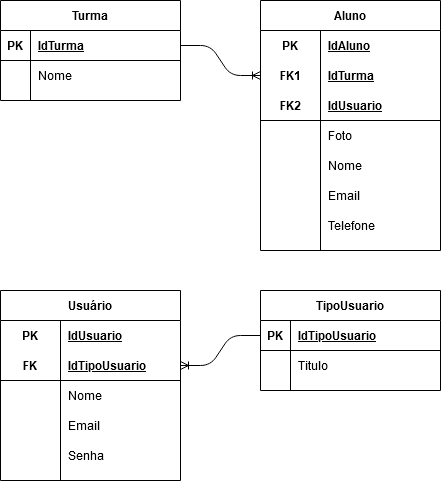 Turma
PK IdTurma
Nome
Aluno
PK IdAluno
FK1 IdTurma
FK2 IdUsuario
Foto
Nome
Email
Telefone
Usuário
PK IdUsuario
FK IdTipoUsuario
Nome
Email
Senha
TipoUsuario
PK IdTipoUsuario
Titulo